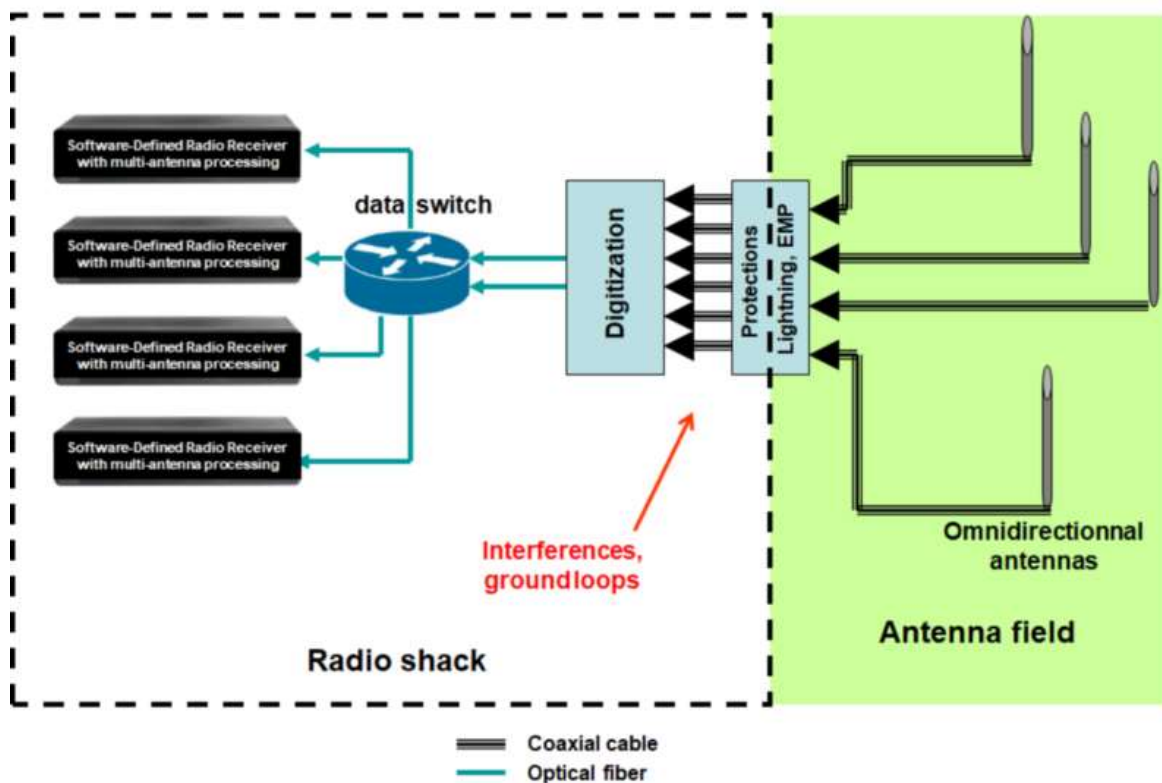 Software-Defined Radio Receiver
with multi-antenna processing
data switch
Software-Defined Radio Receiver
with multi-antenna processing
Software-Defined Radio Receiver
with multi-antenna processing
Software-Defined Radio Receiver
with multi-antenna processing
Digitization
Protections
Lightning, EMP
Interferences,
ground loops
Omnidirectionnal
antennas
Antenna field
Radio shack
Coaxial cable
Optical fiber